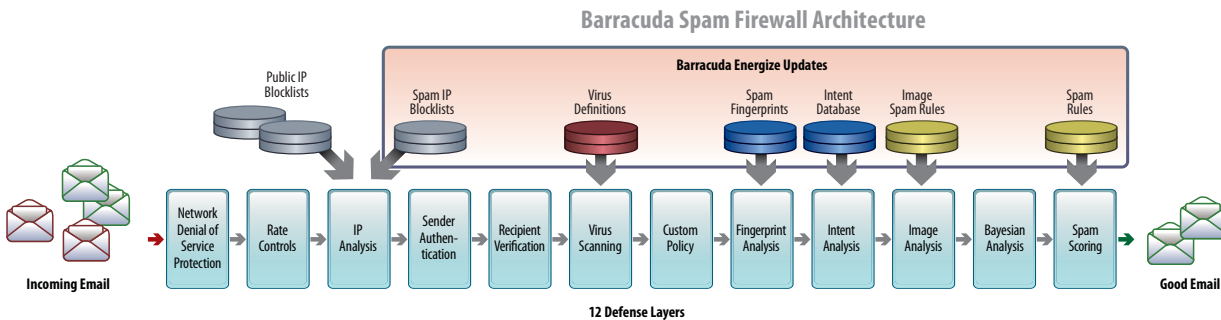 Barracuda Spam Firewall Architecture
Barracuda Energize Updates
Public IP
Blocklists
Spam IP
Blocklists
Virus
Definitions
Spam
Fingerprints
Intent
Database
Image
Spam Rules
Spam
Rules
Incoming Email
Network
Denial of
Service
Protection
Rate
Controls
IP
Analysis
Sender
Authen-
tication
Recipient
Verification
Virus
Scanning
Custom
Policy
Fingerprint
Analysis
Intent
Analysis
Image
Analysis
Bayesian
Analysis
Spam
Scoring
Good Email
12 Defense Layers